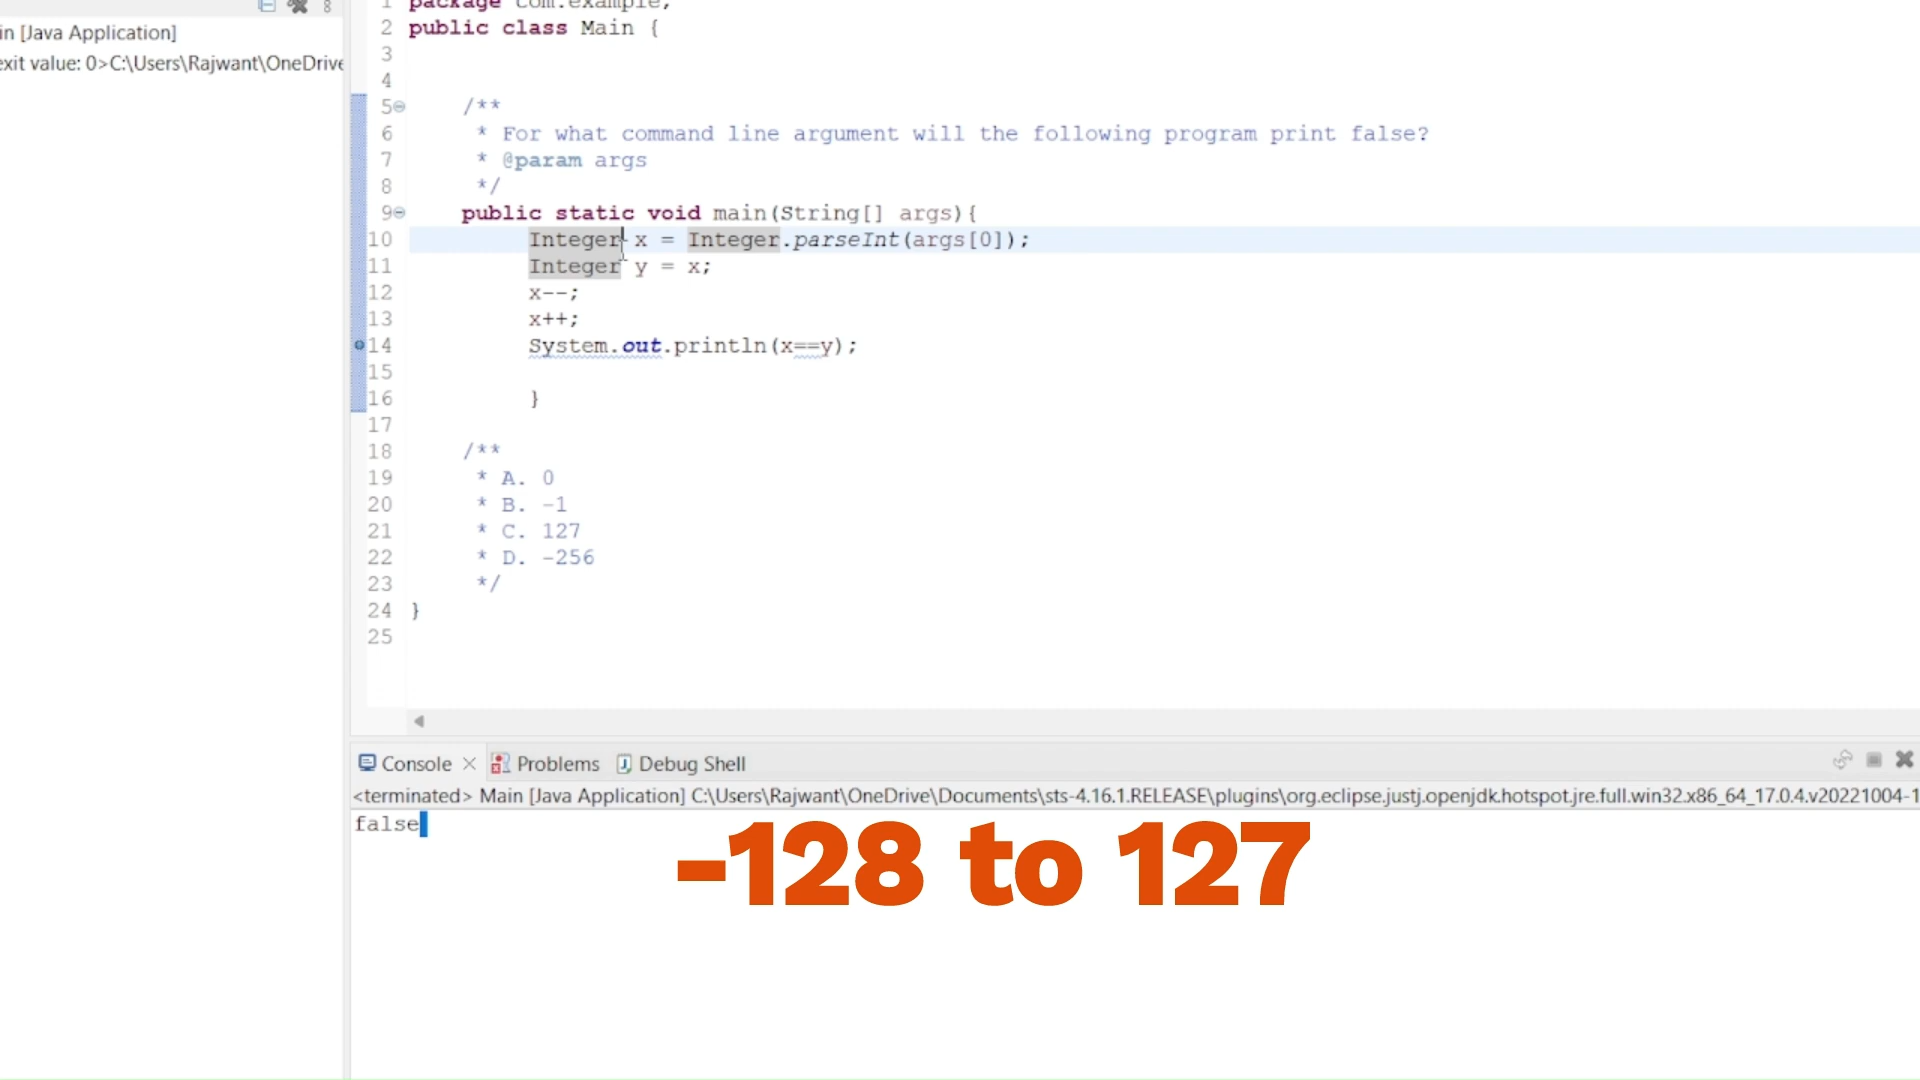 in [Java Application]
exit value: 0>C:\Users\Rajwant\OneDrive
1 package com.example;
2 public class Main {
3
4
5 /**
6 * For what command line argument will the following program print false?
7 * @param args
8 */
9 public static void main(String[] args){
10 Integer x = Integer.parseInt(args[0]);
11 Integer y = x;
12 x--;
13 x++;
14 System.out.println(x==y);
15
16 }
17
18 /**
19 * A. 0
20 * B. -1
21 * C. 127
22 * D. -256
23 */
24 }
25
Console Problems Debug Shell
<terminated> Main [Java Application] C:\Users\Rajwant\OneDrive\Documents\sts-4.16.1.RELEASE\plugins\org.eclipse.justj.openjdk.hotspot.jre.full.win32.x86_64_17.0.4.v20221004-1
false
-128 to 127